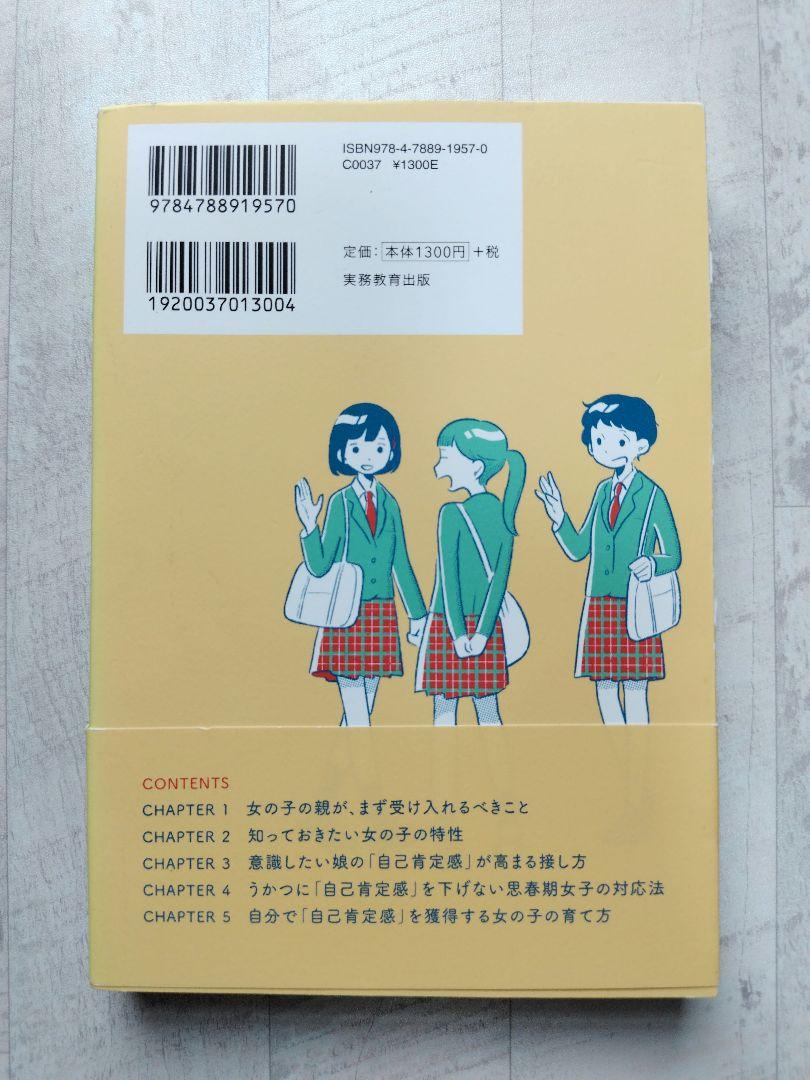 ISBN978-4-7889-1957-0
C0037 ¥1300E
9784788919570
定価：本体1300円+税
1920037013004
実務教育出版
CONTENTS
CHAPTER 1 女の子の親が、まず受け入れるべきこと
CHAPTER 2 知っておきたい女の子の特性
CHAPTER 3 意識したい娘の「自己肯定感」が高まる接し方
CHAPTER 4 うかつに「自己肯定感」を下げない思春期女子の対応法
CHAPTER 5 自分で「自己肯定感」を獲得する女の子の育て方